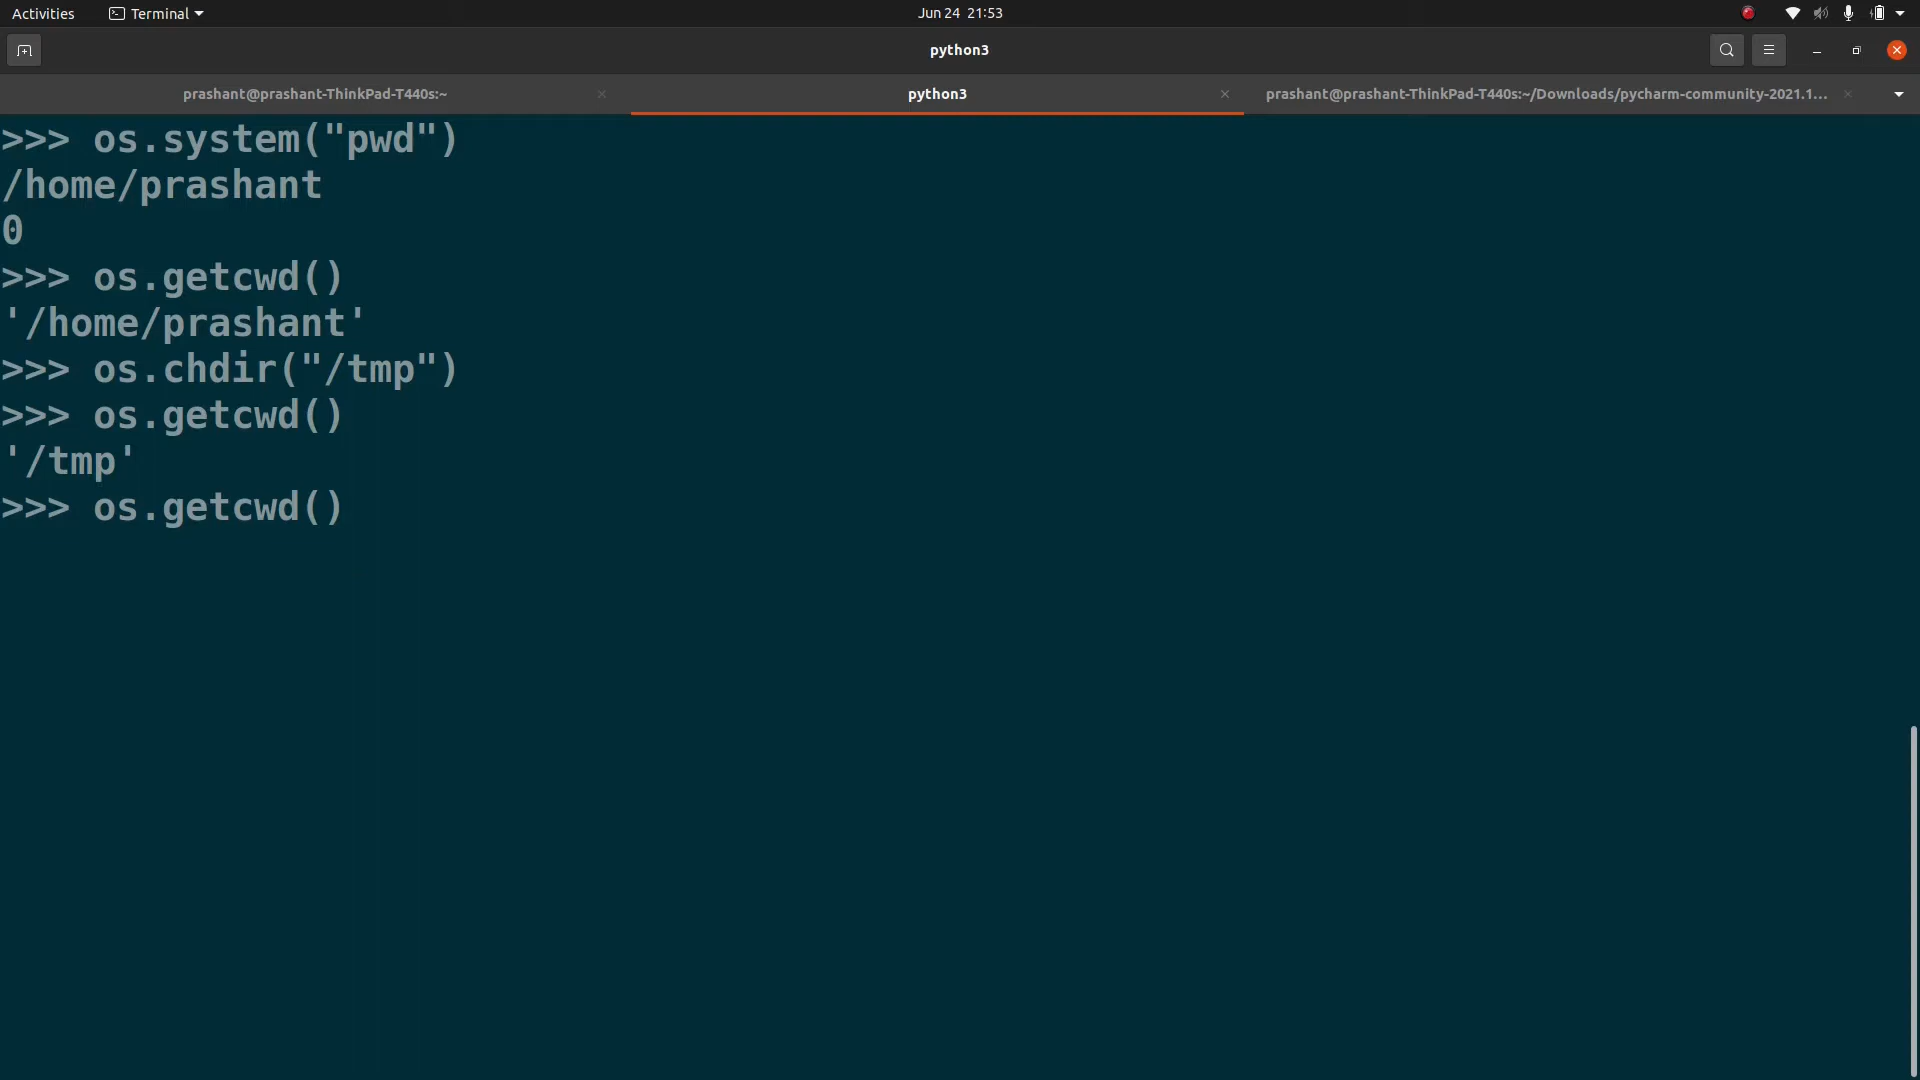 Activities Terminal Jun 24 21:53
python3
prashant@prashant-ThinkPad-T440s:~ python3 prashant@prashant-ThinkPad-T440s:~/Downloads/pycharm-community-2021.1...
>>> os.system("pwd")
/home/prashant
0
>>> os.getcwd()
'/home/prashant'
>>> os.chdir("/tmp")
>>> os.getcwd()
'/tmp'
>>> os.getcwd()